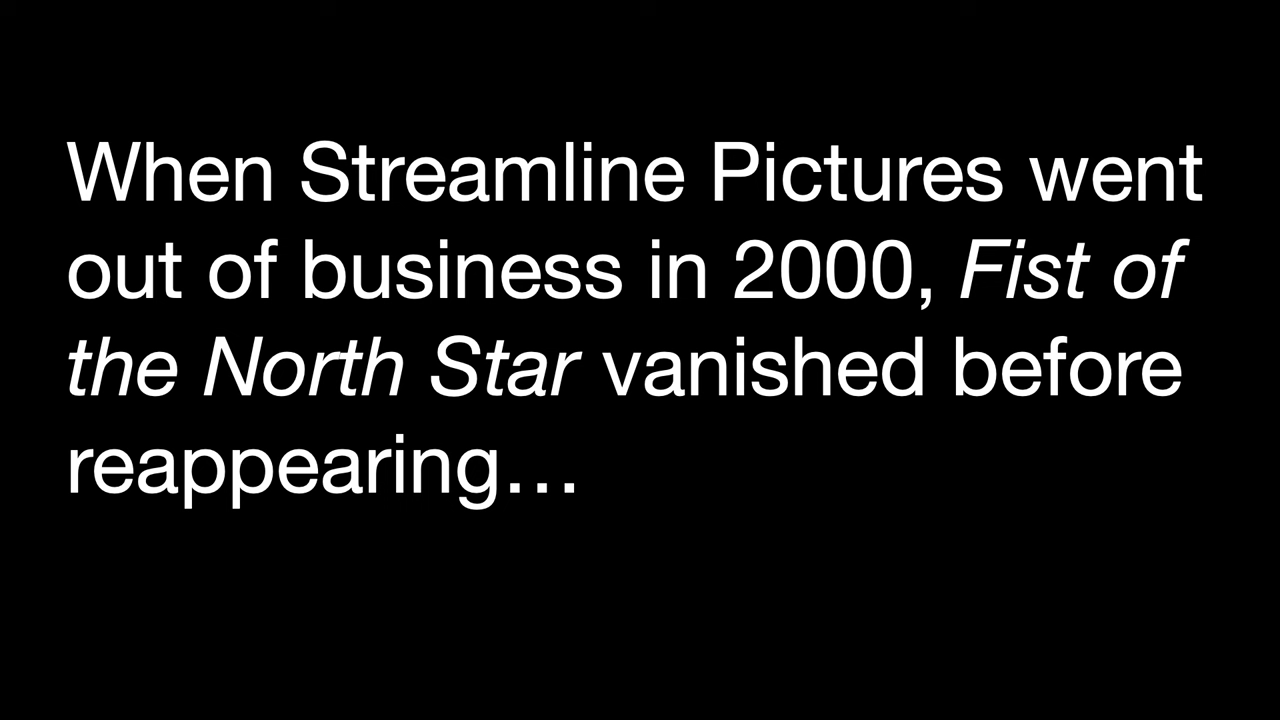 When Streamline Pictures went
out of business in 2000, Fist of
the North Star vanished before
reappearing…